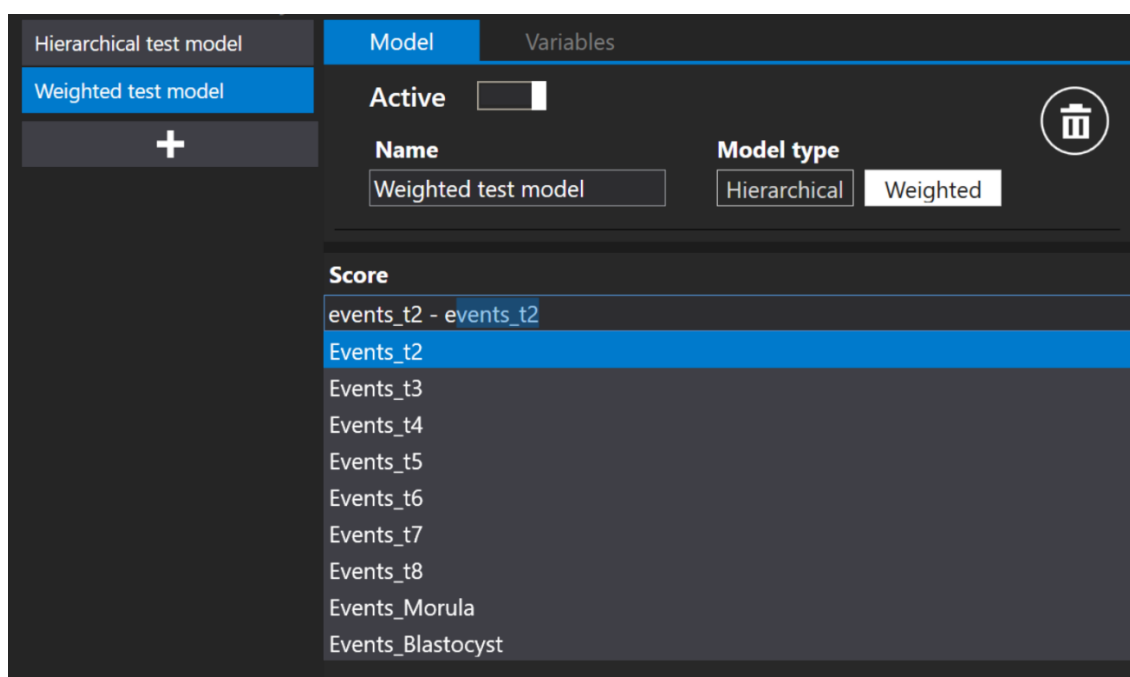 Hierarchical test model
Weighted test model
Model Variables
Active
Name Model type
Weighted test model Hierarchical Weighted
Score
events_t2 - events_t2
Events_t2
Events_t3
Events_t4
Events_t5
Events_t6
Events_t7
Events_t8
Events_Morula
Events_Blastocyst